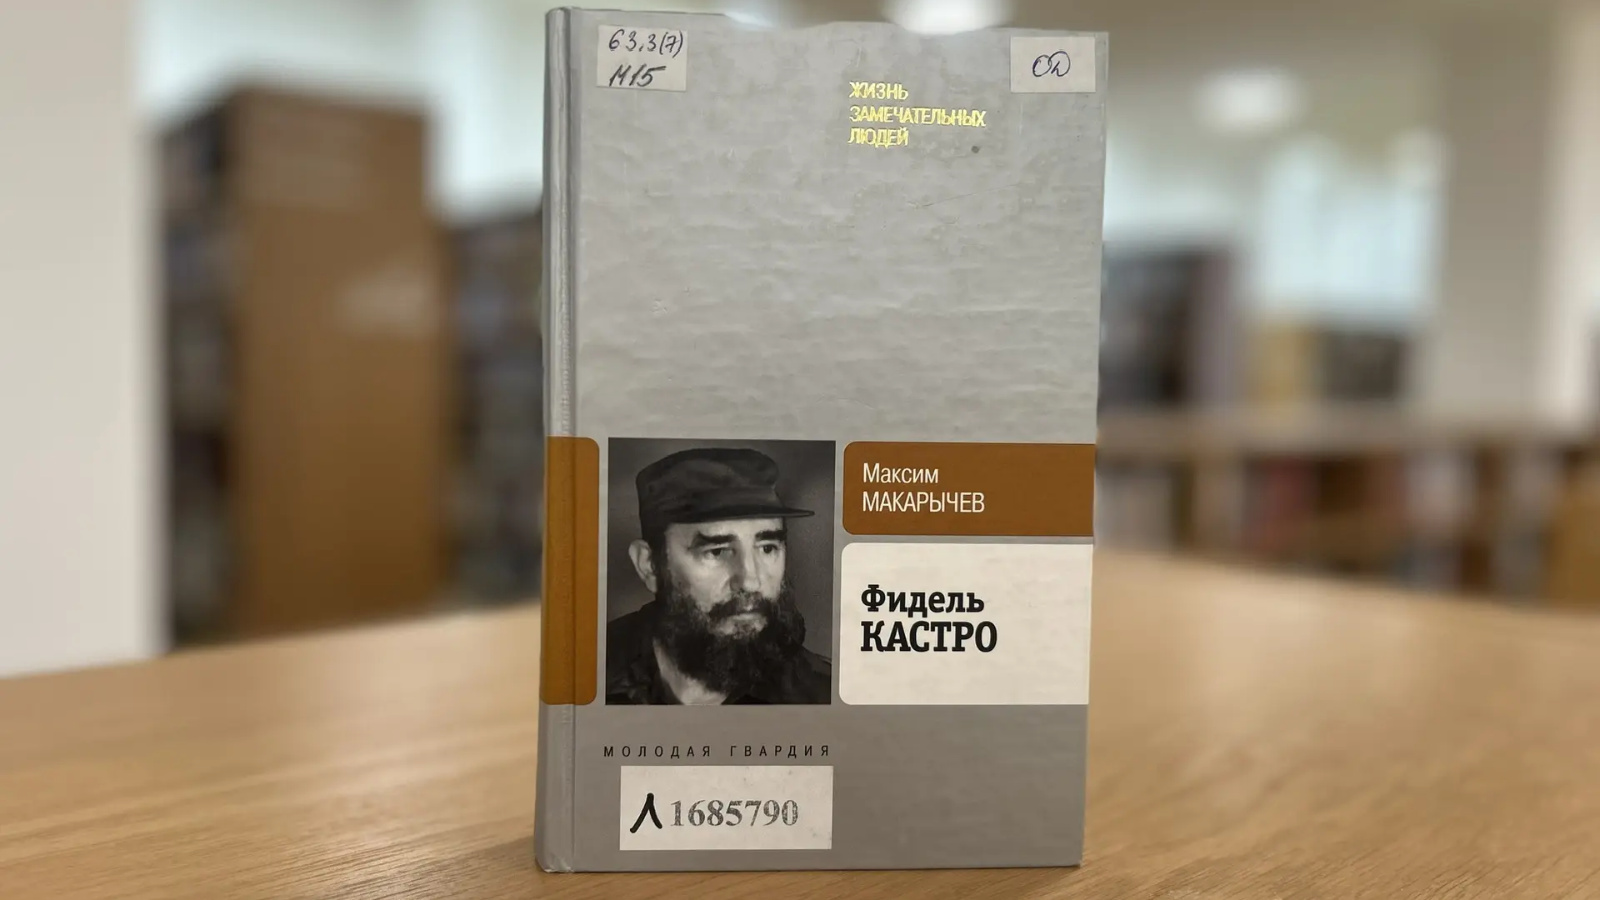 63.3(7)
М15
ОД
ЖИЗНЬ
ЗАМЕЧАТЕЛЬНЫХ
ЛЮДЕЙ
Максим
МАКАРЫЧЕВ
Фидель
КАСТРО
МОЛОДАЯ ГВАРДИЯ
Л 1685790